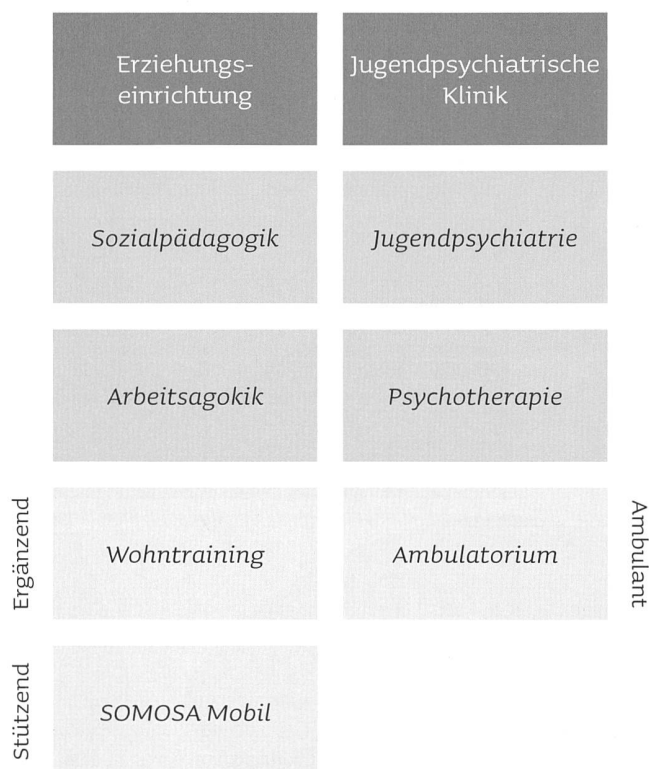 Erziehungs-
einrichtung
Jugendpsychiatrische
Klinik
Sozialpädagogik
Jugendpsychiatrie
Arbeitsagokik
Psychotherapie
Ergänzend
Wohntraining
Ambulatorium
Ambulant
Stützend
SOMOSA Mobil